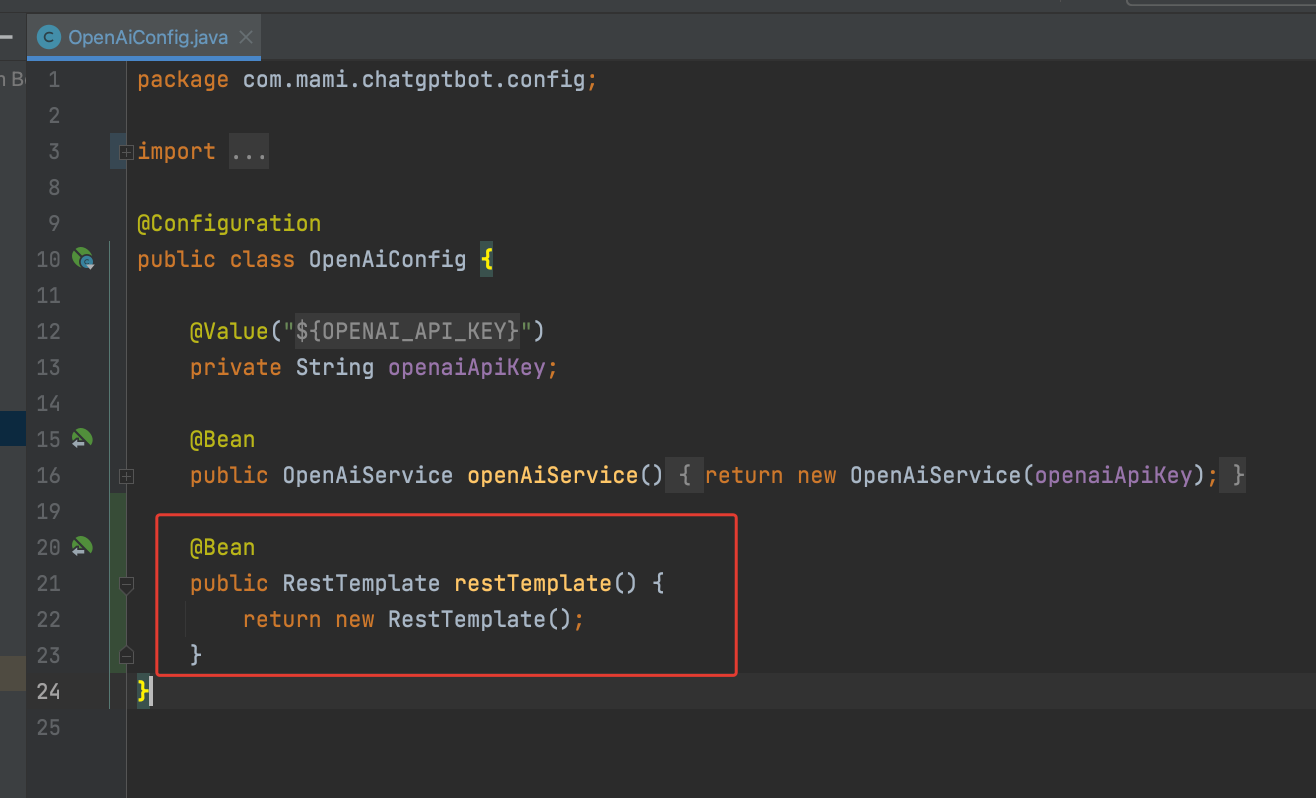 C OpenAiConfig.java ×
n Be
1 package com.mami.chatgptbot.config;
2
3 import ...
8
9 @Configuration
10 public class OpenAiConfig {
11
12 @Value("${OPENAI_API_KEY}")
13 private String openaiApiKey;
14
15 @Bean
16 public OpenAiService openAiService() { return new OpenAiService(openaiApiKey); }
19
20 @Bean
21 public RestTemplate restTemplate() {
22 return new RestTemplate();
23 }
24 }
25